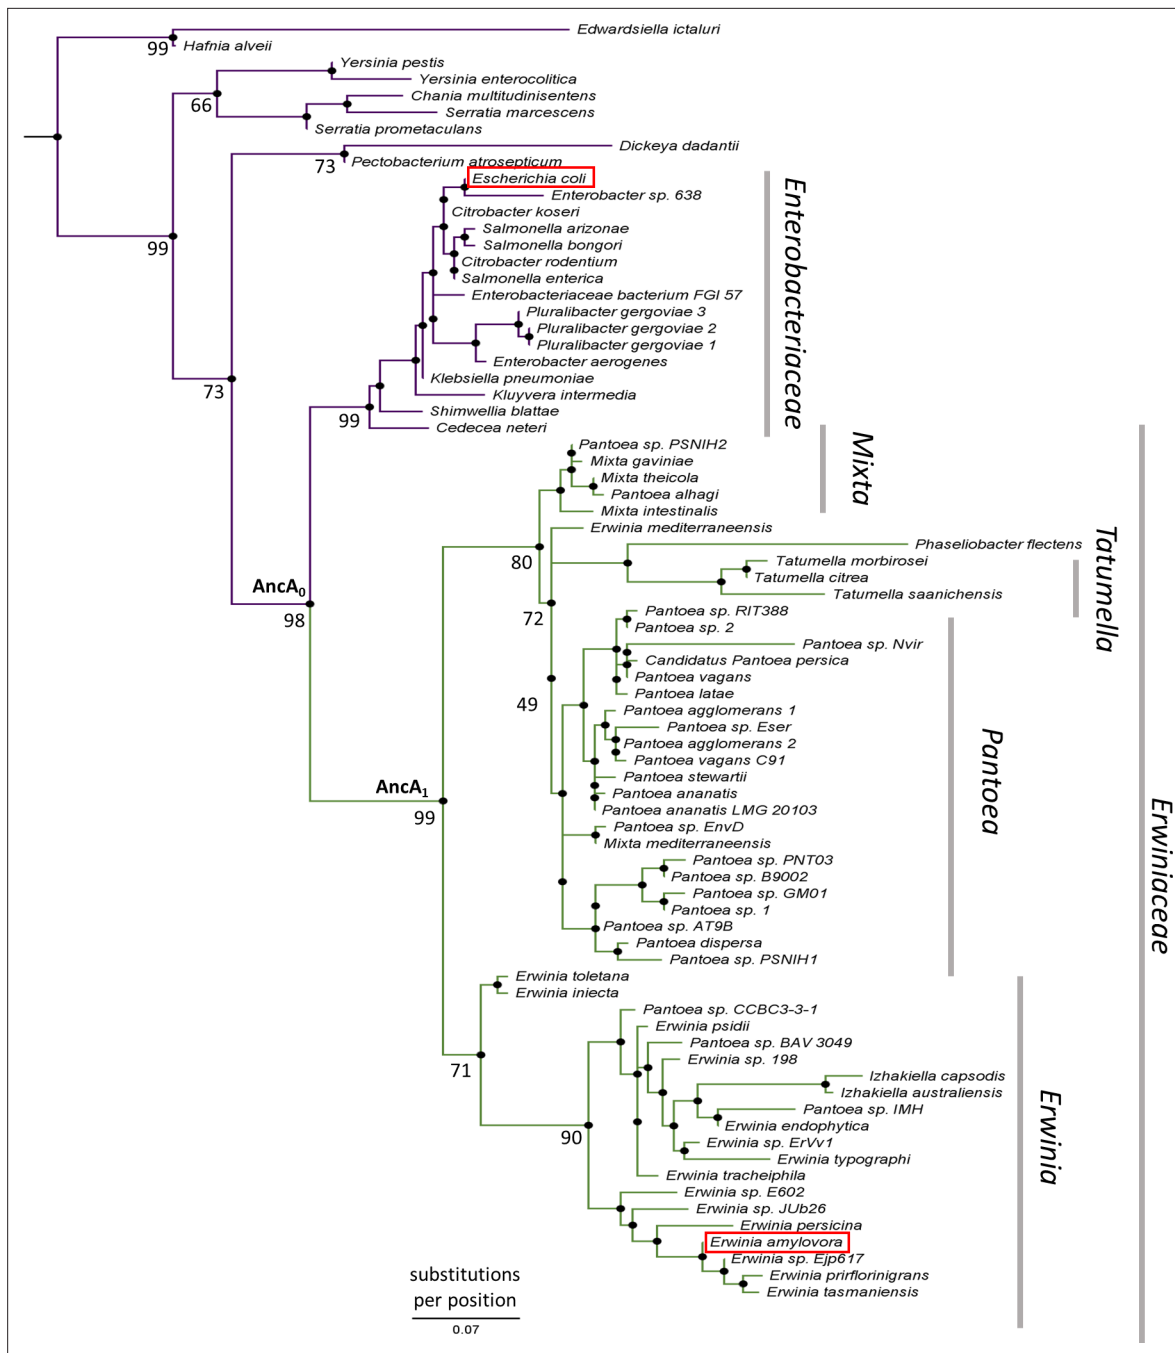 Edwardsiella ictaluri
99
Hafnia alveii
Yersinia pestis
Yersinia enterocolitica
66
Chania multitudinisentens
Serratia marcescens
Serratia prometaculans
Dickeya dadantii
73
Pectobacterium atrosepticum
Escherichia coli
Enterobacter sp. 638
Citrobacter koseri
Salmonella arizonae
99
Salmonella bongori
Citrobacter rodentium
Salmonella enterica
Enterobacteriaceae bacterium FGI 57
Pluralibacter gergoviae 3
Pluralibacter gergoviae 2
Pluralibacter gergoviae 1
Enterobacter aerogenes
73
Klebsiella pneumoniae
Kluyvera intermedia
Shimwellia blattae
99
Cedecea neteri
Enterobacteriaceae
Pantoea sp. PSNIH2
Mixta gaviniae
Mixta theicola
Pantoea alhagi
Mixta intestinalis
Mixta
Erwinia mediterraneensis
Phaseliobacter flectens
80
Tatumella morbirosei
Tatumella citrea
AncA0
Tatumella saanichensis
Tatumella
98
72
Pantoea sp. RIT388
Pantoea sp. 2
Pantoea sp. Nvir
Candidatus Pantoea persica
Pantoea vagans
Pantoea latae
49
Pantoea agglomerans 1
Pantoea sp. Eser
Pantoea agglomerans 2
Pantoea vagans C91
Pantoea stewartii
AncA1
Pantoea ananatis
Pantoea ananatis LMG 20103
99
Pantoea sp. EnvD
Mixta mediterraneensis
Pantoea sp. PNT03
Pantoea sp. B9002
Pantoea sp. GM01
Pantoea sp. 1
Pantoea sp. AT9B
Pantoea dispersa
Pantoea sp. PSNIH1
Pantoea
Erwiniaceae
Erwinia toletana
Erwinia iniecta
Pantoea sp. CCBC3-3-1
Erwinia psidii
Pantoea sp. BAV 3049
Erwinia sp. 198
71
Izhakiella capsodis
Izhakiella australiensis
Pantoea sp. IMH
Erwinia endophytica
90
Erwinia sp. ErVv1
Erwinia typographi
Erwinia tracheiphila
Erwinia sp. E602
Erwinia sp. JUb26
Erwinia persicina
Erwinia amylovora
Erwinia sp. Ejp617
Erwinia prirflorinigrans
Erwinia tasmaniensis
Erwinia
substitutions
per position
0.07